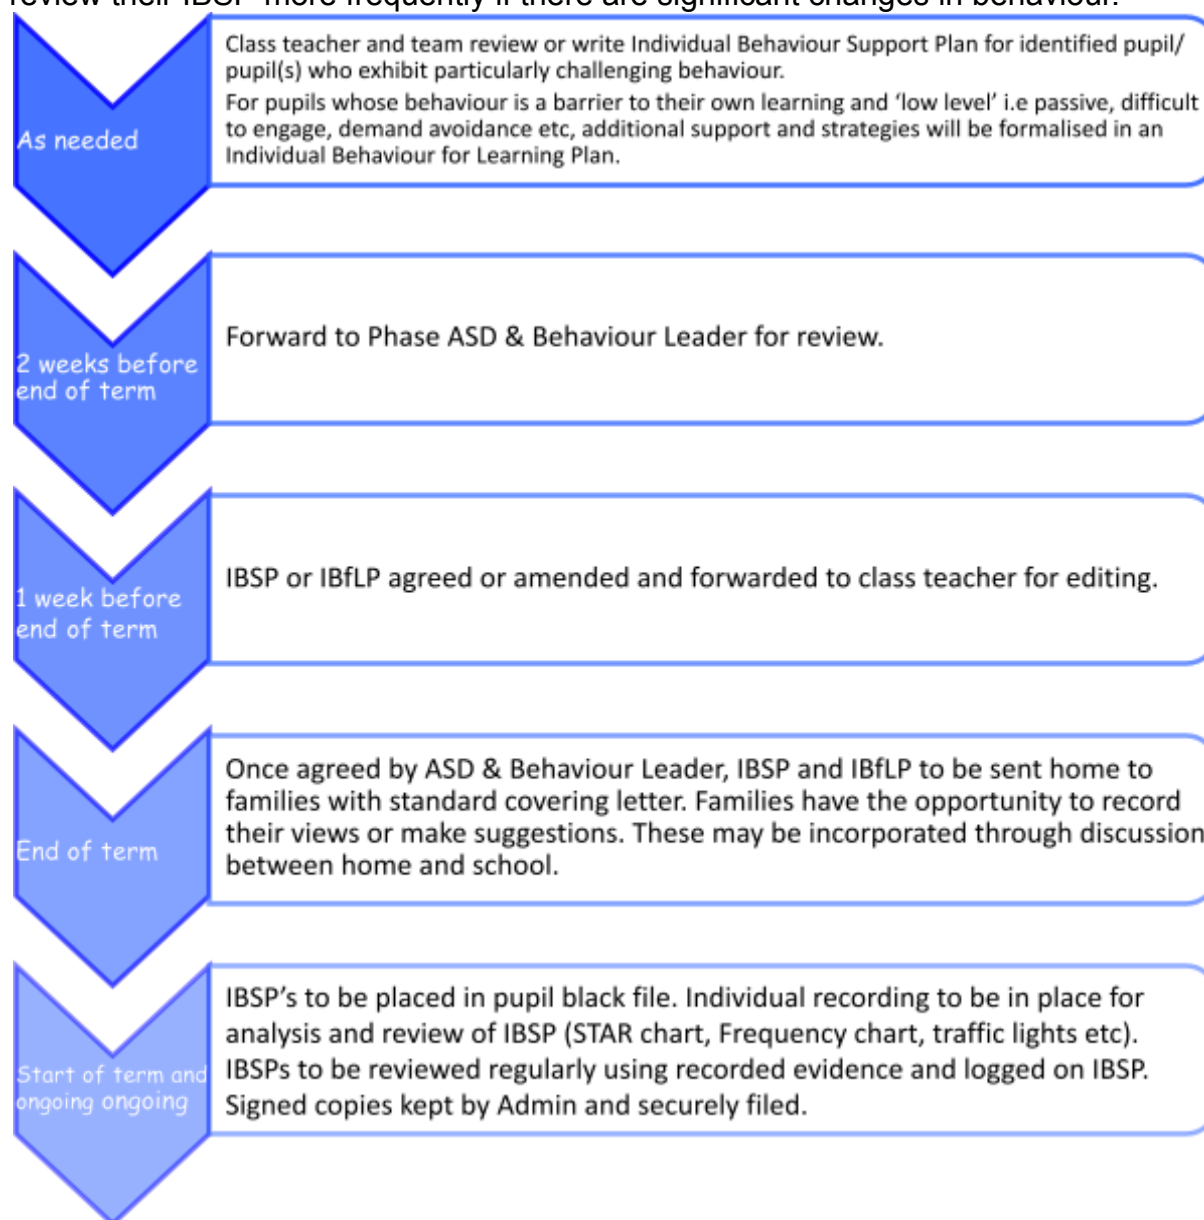 review their IBSP more frequently if there are significant changes in behaviour.
As needed
Class teacher and team review or write Individual Behaviour Support Plan for identified pupil/
pupil(s) who exhibit particularly challenging behaviour.
For pupils whose behaviour is a barrier to their own learning and ‘low level’ i.e passive, difficult
to engage, demand avoidance etc, additional support and strategies will be formalised in an
Individual Behaviour for Learning Plan.
2 weeks before
end of term
Forward to Phase ASD & Behaviour Leader for review.
1 week before
end of term
IBSP or IBfLP agreed or amended and forwarded to class teacher for editing.
End of term
Once agreed by ASD & Behaviour Leader, IBSP and IBfLP to be sent home to
families with standard covering letter. Families have the opportunity to record
their views or make suggestions. These may be incorporated through discussion
between home and school.
Start of term and
ongoing ongoing
IBSP’s to be placed in pupil black file. Individual recording to be in place for
analysis and review of IBSP (STAR chart, Frequency chart, traffic lights etc).
IBSPs to be reviewed regularly using recorded evidence and logged on IBSP.
Signed copies kept by Admin and securely filed.